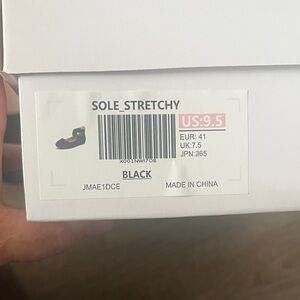 SOLE_STRETCHY
US:9.5
EUR: 41
UK:7.5
JPN:265
BLACK
JMAE1DCE
MADE IN CHINA